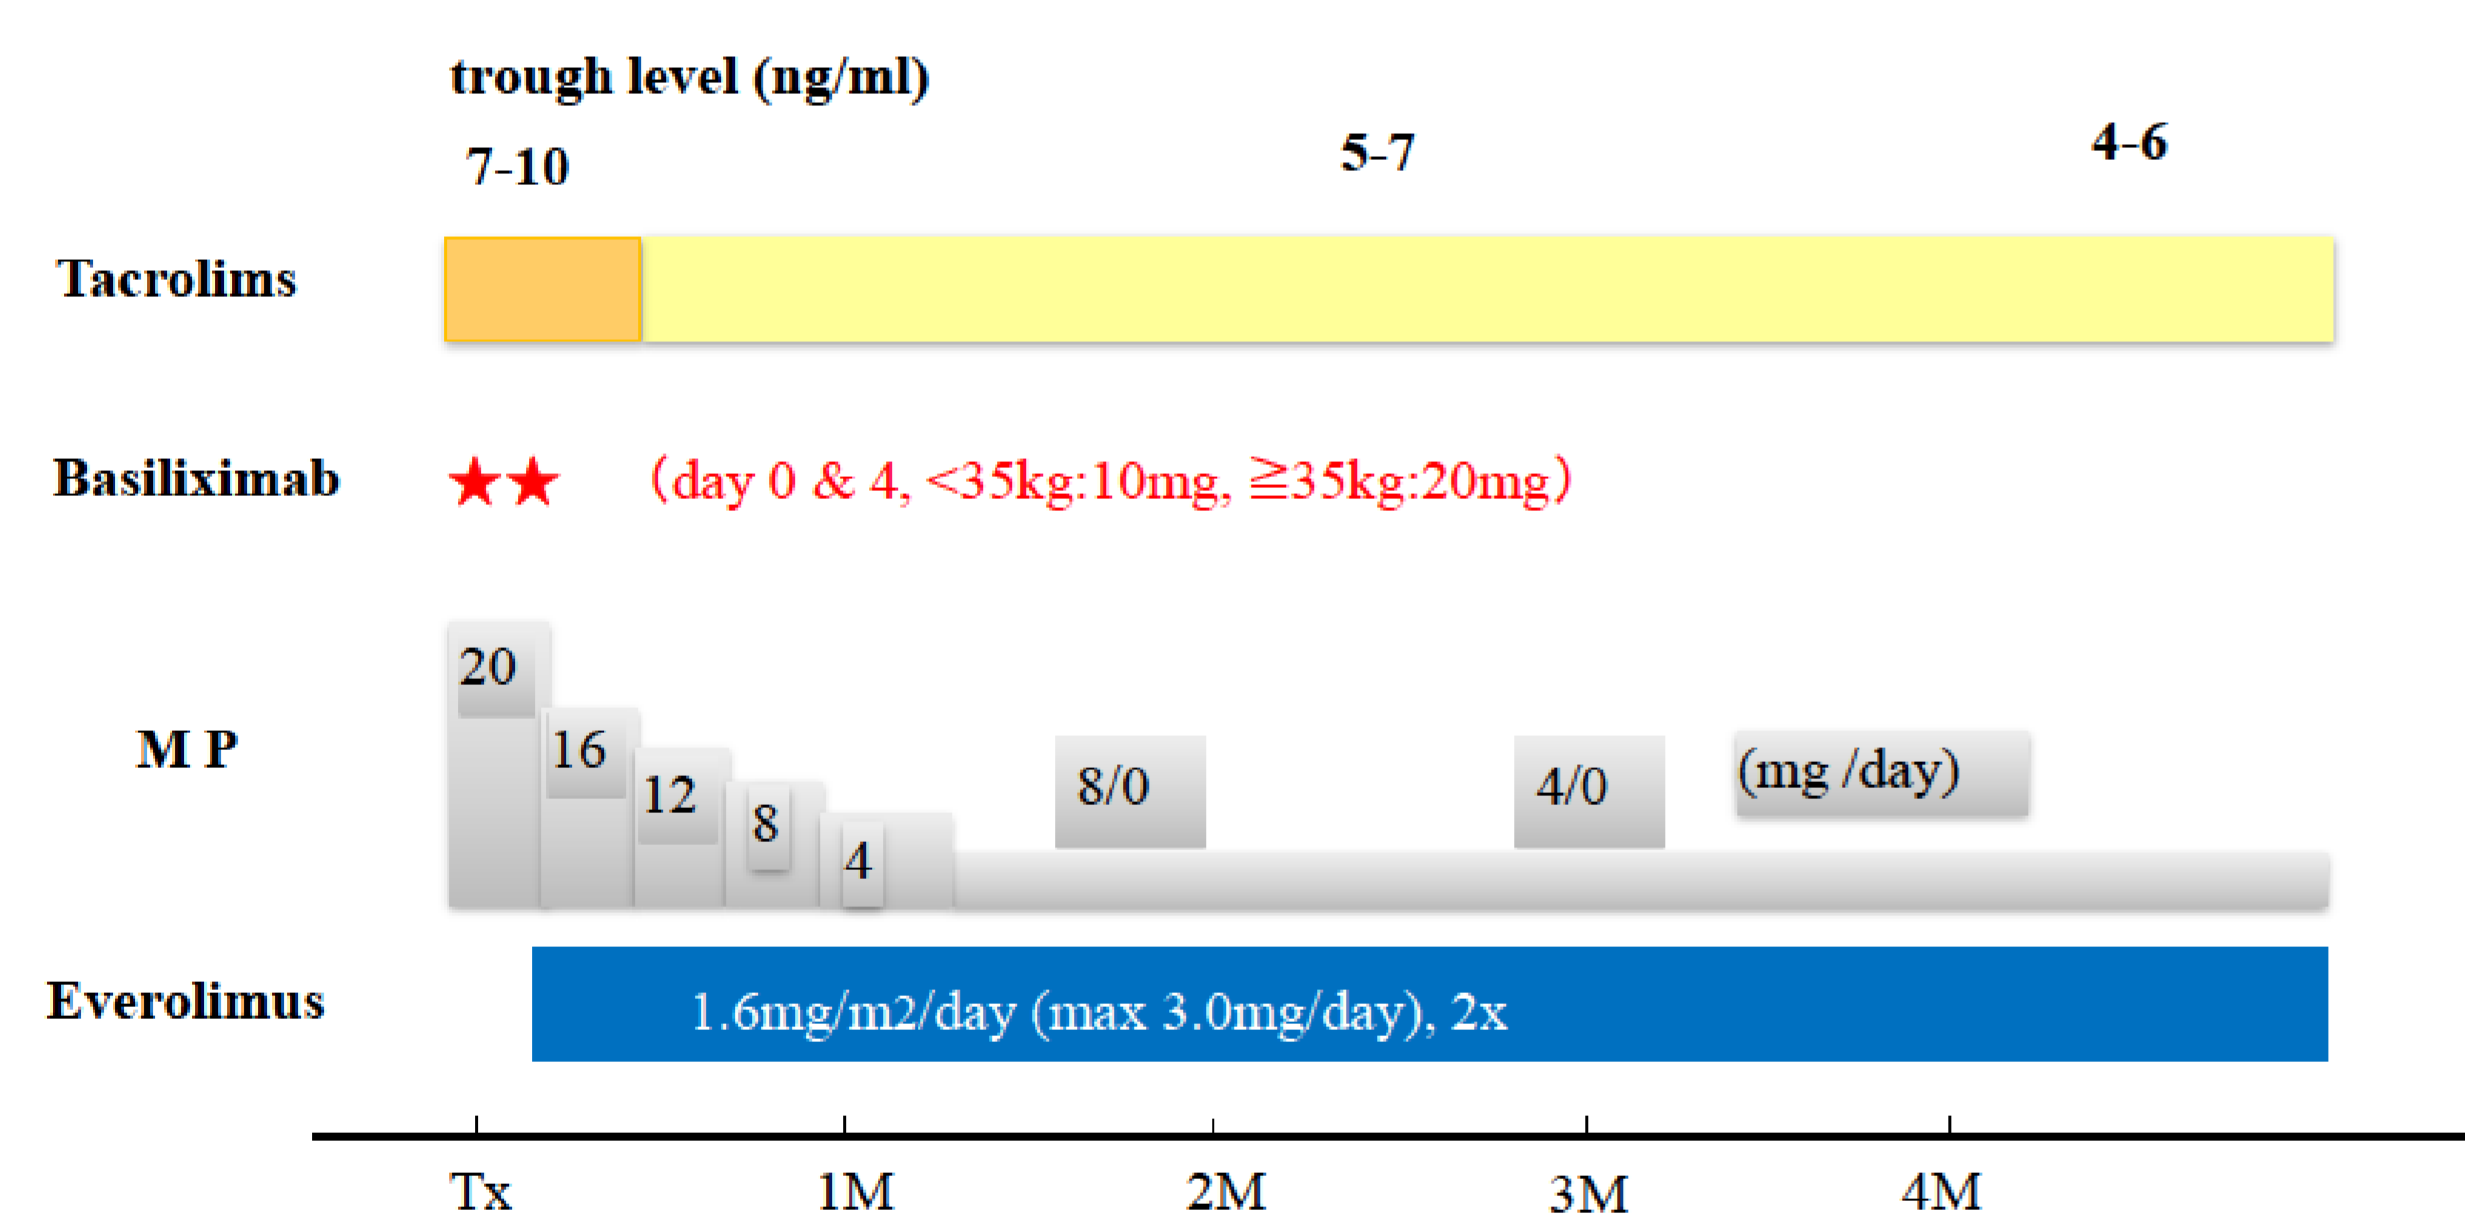 trough level (ng/ml)
7-10
5-7
4-6
Tacrolims
Basiliximab
★★
（day 0 & 4, <35kg:10mg, ≧35kg:20mg）
20
16
12
8
4
8/0
4/0
(mg /day)
M P
Everolimus
1.6mg/m2/day (max 3.0mg/day), 2x
Tx
1M
2M
3M
4M